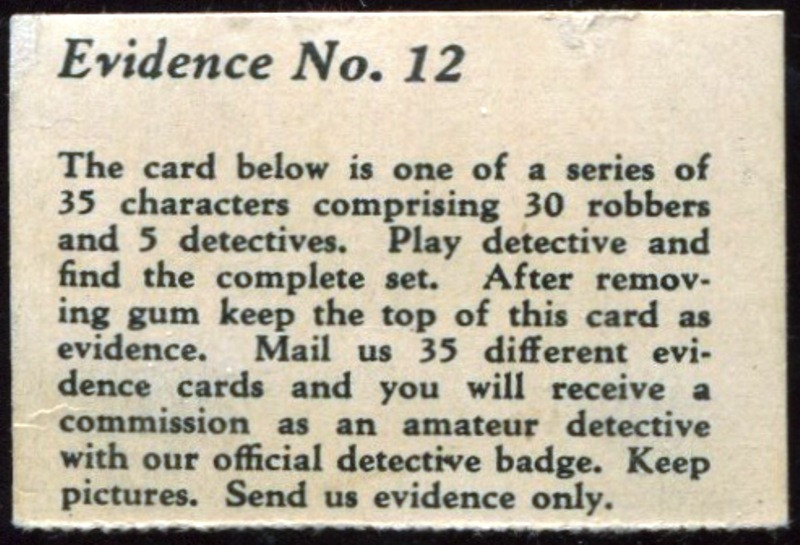 Evidence No. 12
The card below is one of a series of
35 characters comprising 30 robbers
and 5 detectives. Play detective and
find the complete set. After remov-
ing gum keep the top of this card as
evidence. Mail us 35 different evi-
dence cards and you will receive a
commission as an amateur detective
with our official detective badge. Keep
pictures. Send us evidence only.